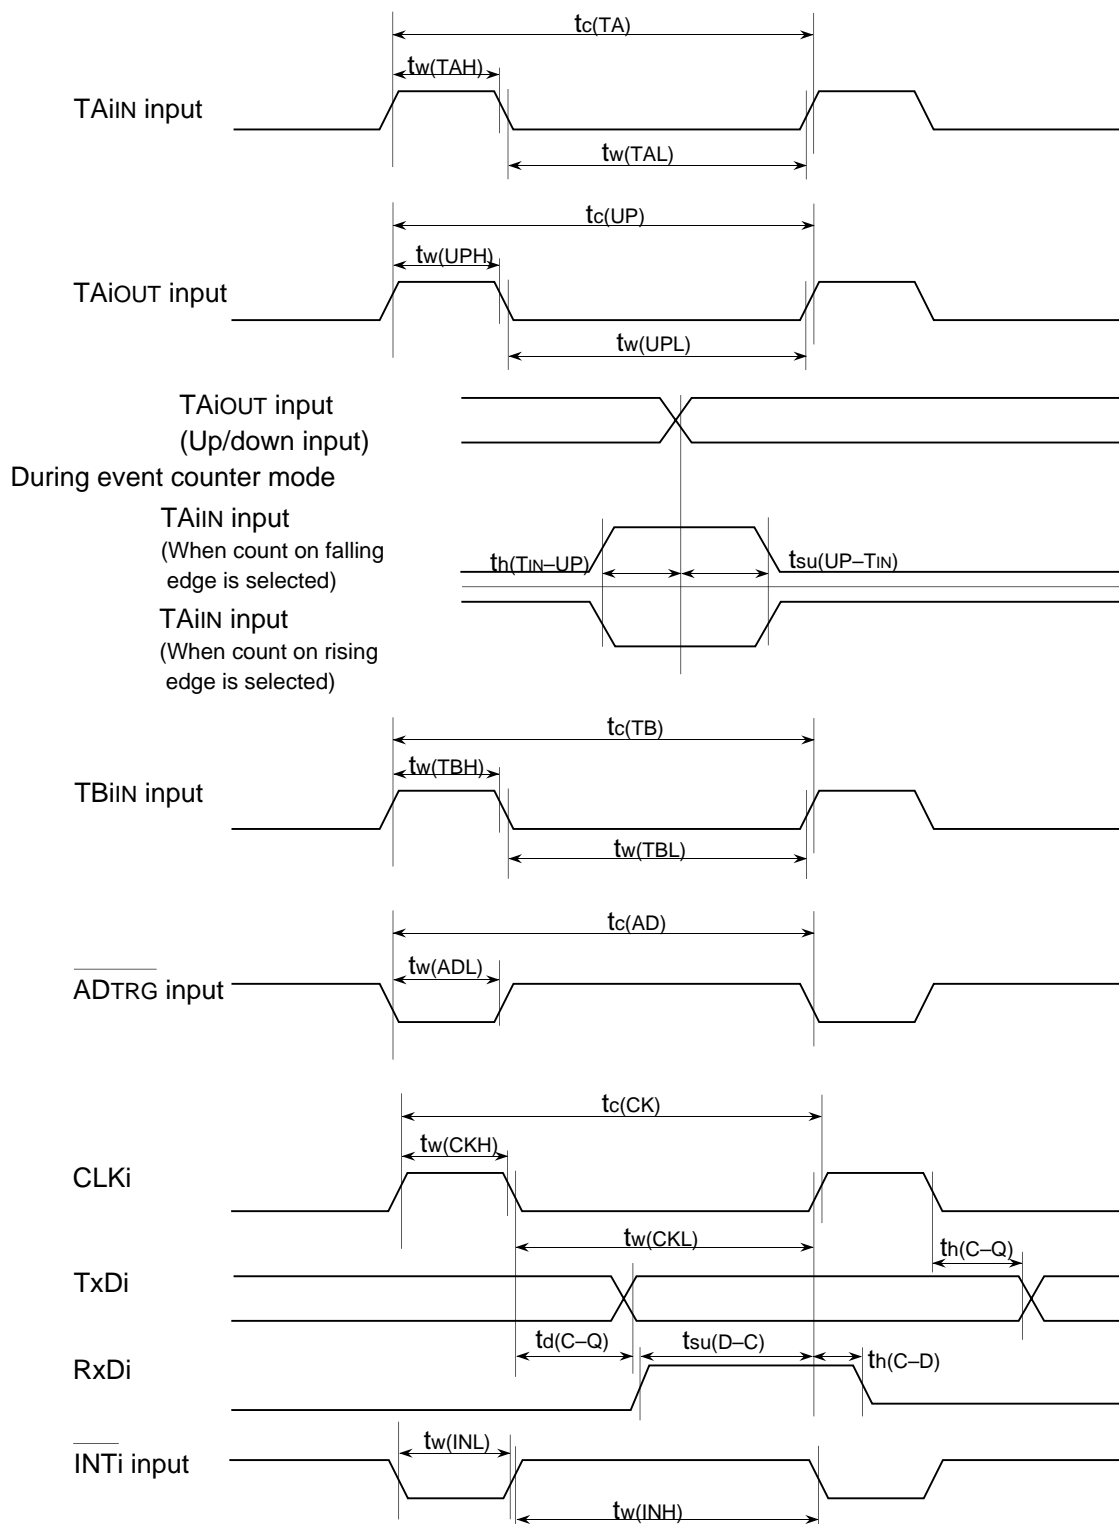 tc(TA)
tw(TAH)
TAiIN input
tw(TAL)
tc(UP)
tw(UPH)
TAiOUT input
tw(UPL)
TAiOUT input
(Up/down input)
During event counter mode
TAiIN input
(When count on falling
edge is selected)
th(TIN–UP)
tsu(UP–TIN)
TAiIN input
(When count on rising
edge is selected)
tc(TB)
tw(TBH)
TBiIN input
tw(TBL)
tc(AD)
tw(ADL)
ADTRG input
tc(CK)
tw(CKH)
CLKi
tw(CKL)
th(C–Q)
TxDi
td(C–Q)
tsu(D–C)
th(C–D)
RxDi
tw(INL)
INTi input
tw(INH)